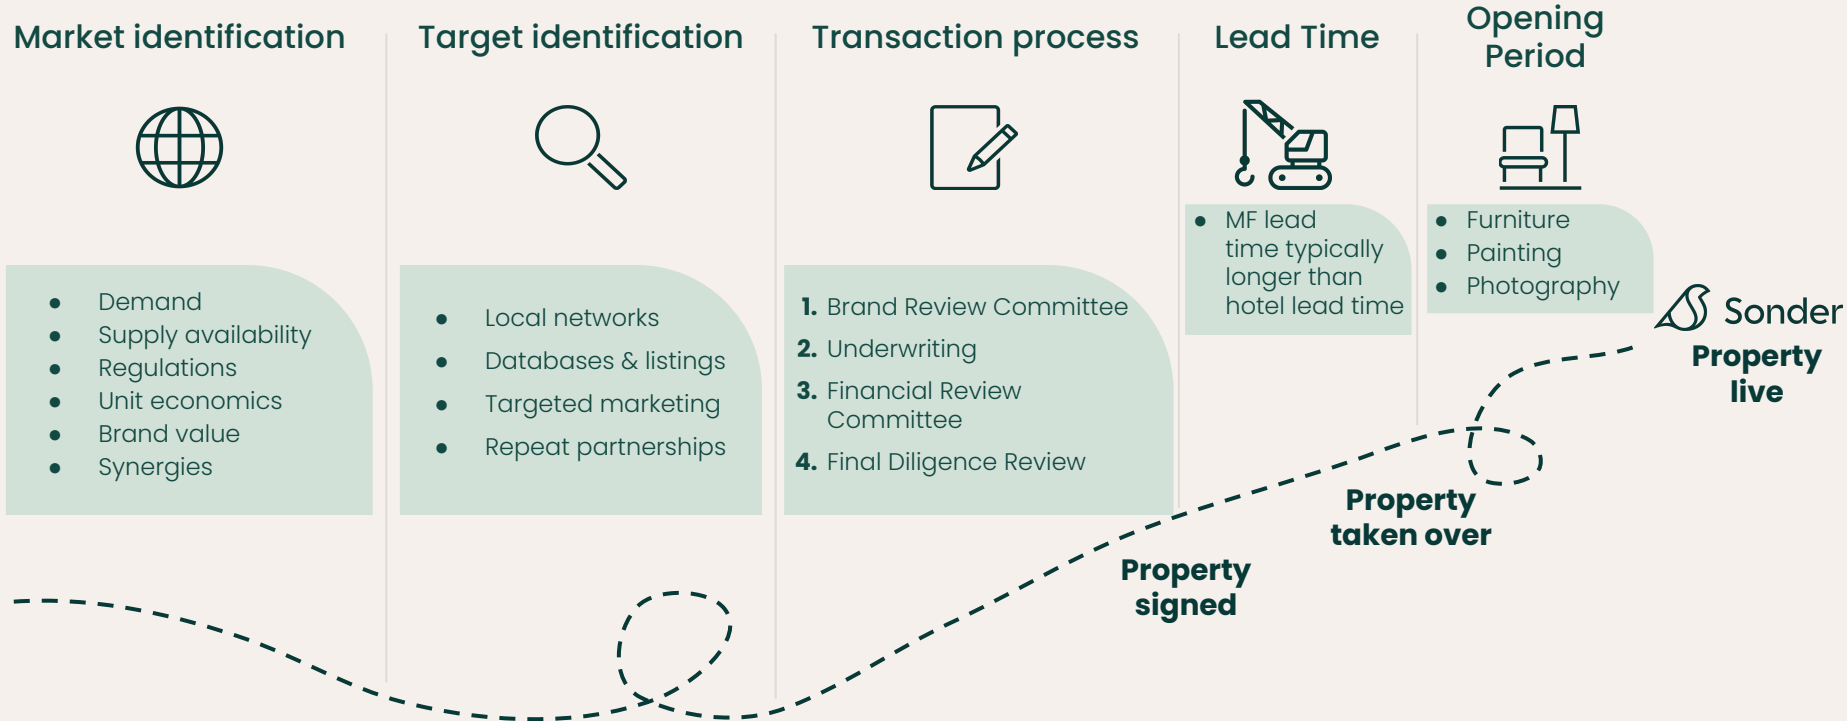 Market identification
• Demand
• Supply availability
• Regulations
• Unit economics
• Brand value
• Synergies
Target identification
• Local networks
• Databases & listings
• Targeted marketing
• Repeat partnerships
Transaction process
1. Brand Review Committee
2. Underwriting
3. Financial Review
Committee
4. Final Diligence Review
Lead Time
• MF lead
time typically
longer than
hotel lead time
Opening
Period
• Furniture
• Painting
• Photography
Property
signed
Property
taken over
Sonder
Property
live